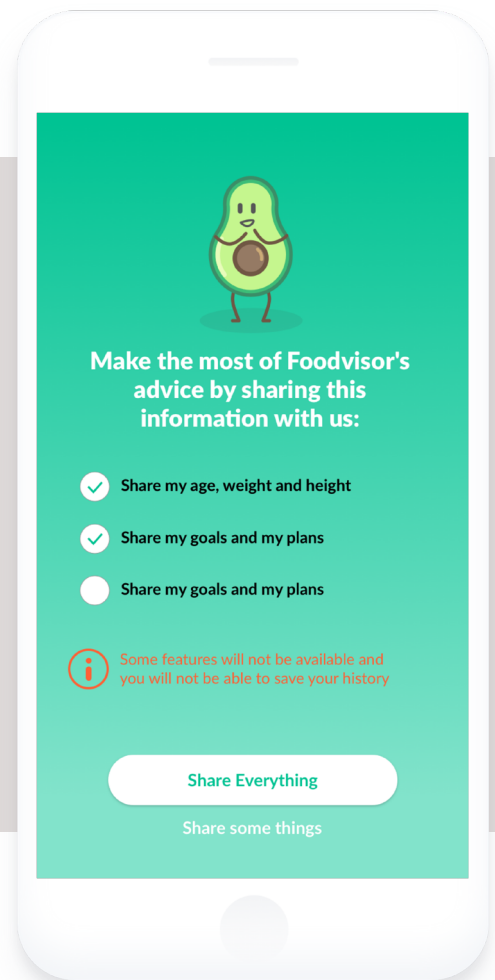 Make the most of Foodvisor's
advice by sharing this
information with us:
Share my age, weight and height
Share my goals and my plans
Share my goals and my plans
Some features will not be available and
you will not be able to save your history
Share Everything
Share some things